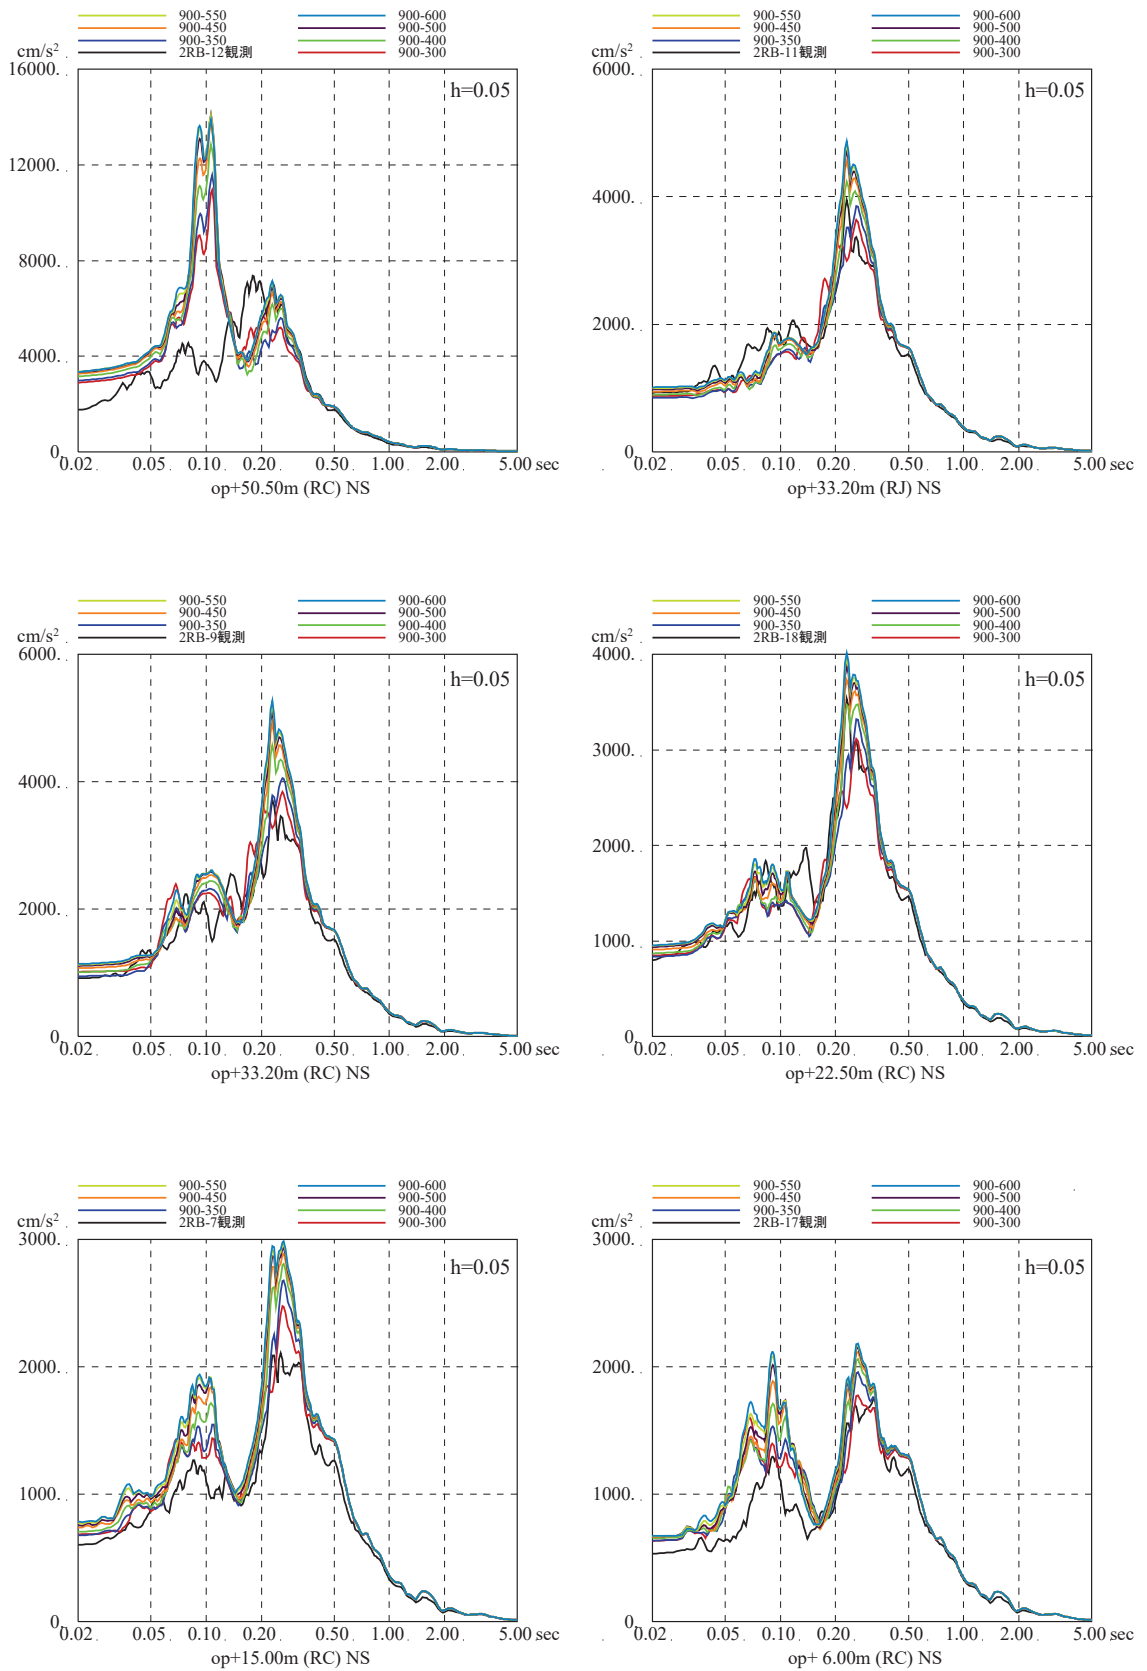 900-550 900-600
900-450 900-500
900-350 900-400
2RB-12観測 900-300
cm/s²
16000.
h=0.05
12000.
8000.
4000.
0.
0.02 0.05 0.10 0.20 0.50 1.00 2.00 5.00 sec
op+50.50m (RC) NS
900-550 900-600
900-450 900-500
900-350 900-400
2RB-11観測 900-300
cm/s²
6000.
h=0.05
4000.
2000.
0.
0.02 0.05 0.10 0.20 0.50 1.00 2.00 5.00 sec
op+33.20m (RJ) NS
900-550 900-600
900-450 900-500
900-350 900-400
2RB-9観測 900-300
cm/s²
6000.
h=0.05
4000.
2000.
0.
0.02 0.05 0.10 0.20 0.50 1.00 2.00 5.00 sec
op+33.20m (RC) NS
900-550 900-600
900-450 900-500
900-350 900-400
2RB-18観測 900-300
cm/s²
4000.
h=0.05
3000.
2000.
1000.
0.
0.02 0.05 0.10 0.20 0.50 1.00 2.00 5.00 sec
op+22.50m (RC) NS
900-550 900-600
900-450 900-500
900-350 900-400
2RB-7観測 900-300
cm/s²
3000.
h=0.05
2000.
1000.
0.
0.02 0.05 0.10 0.20 0.50 1.00 2.00 5.00 sec
op+15.00m (RC) NS
900-550 900-600
900-450 900-500
900-350 900-400
2RB-17観測 900-300
cm/s²
3000.
h=0.05
2000.
1000.
0.
0.02 0.05 0.10 0.20 0.50 1.00 2.00 5.00 sec
op+ 6.00m (RC) NS